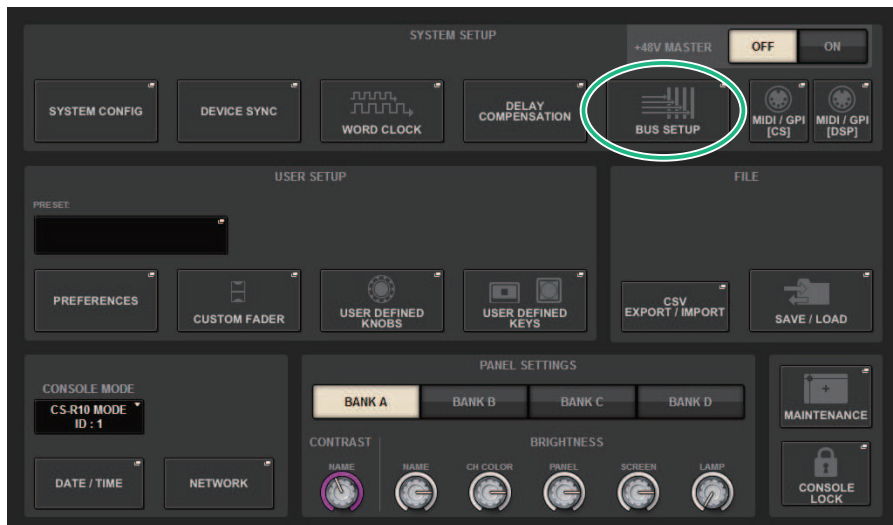 SYSTEM SETUP
+48V MASTER
OFF
ON
SYSTEM CONFIG
DEVICE SYNC
WORD CLOCK
DELAY
COMPENSATION
BUS SETUP
MIDI / GPI
[CS]
MIDI / GPI
[DSP]
USER SETUP
PRESET:
PREFERENCES
CUSTOM FADER
USER DEFINED
KNOBS
USER DEFINED
KEYS
FILE
CSV
EXPORT / IMPORT
SAVE / LOAD
CONSOLE MODE
CS-R10 MODE
ID : 1
DATE / TIME
NETWORK
PANEL SETTINGS
BANK A
BANK B
BANK C
BANK D
CONTRAST
BRIGHTNESS
NAME
NAME
CH COLOR
PANEL
SCREEN
LAMP
MAINTENANCE
CONSOLE
LOCK